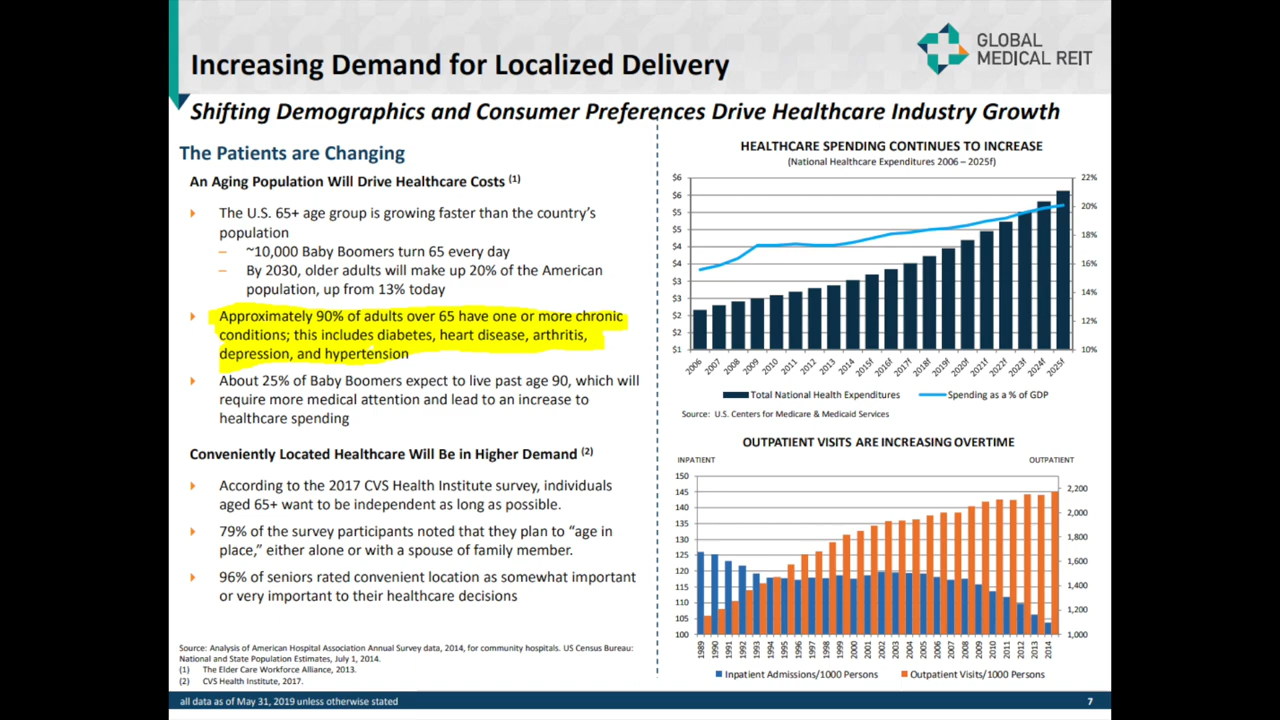 Increasing Demand for Localized Delivery
GLOBAL
MEDICAL REIT
Shifting Demographics and Consumer Preferences Drive Healthcare Industry Growth
The Patients are Changing
An Aging Population Will Drive Healthcare Costs (1)
The U.S. 65+ age group is growing faster than the country's
population
– ~10,000 Baby Boomers turn 65 every day
– By 2030, older adults will make up 20% of the American
population, up from 13% today
Approximately 90% of adults over 65 have one or more chronic
conditions; this includes diabetes, heart disease, arthritis,
depression, and hypertension
About 25% of Baby Boomers expect to live past age 90, which will
require more medical attention and lead to an increase to
healthcare spending
Conveniently Located Healthcare Will Be in Higher Demand (2)
According to the 2017 CVS Health Institute survey, individuals
aged 65+ want to be independent as long as possible.
79% of the survey participants noted that they plan to "age in
place," either alone or with a spouse of family member.
96% of seniors rated convenient location as somewhat important
or very important to their healthcare decisions
Source: Analysis of American Hospital Association Annual Survey data, 2014, for community hospitals. US Census Bureau:
National and State Population Estimates, July 1, 2014.
(1) The Elder Care Workforce Alliance, 2013.
(2) CVS Health Institute, 2017.
HEALTHCARE SPENDING CONTINUES TO INCREASE
(National Healthcare Expenditures 2006 – 2025f)
$6 22%
$6
$5 20%
$5
$4 18%
$4 16%
$3
$3 14%
$2 12%
$2
$1 10%
2006 2007 2008 2009 2010 2011 2012 2013 2014 2015f 2016f 2017f 2018f 2019f 2020f 2021f 2022f 2023f 2024f 2025f
Total National Health Expenditures Spending as a % of GDP
Source: U.S. Centers for Medicare & Medicaid Services
OUTPATIENT VISITS ARE INCREASING OVERTIME
INPATIENT OUTPATIENT
150
145 2,200
140 2,000
135
130 1,800
125 1,600
120
115 1,400
110 1,200
105
100 1,000
1989 1990 1991 1992 1993 1994 1995 1996 1997 1998 1999 2000 2001 2002 2003 2004 2005 2006 2007 2008 2009 2010 2011 2012 2013 2014
Inpatient Admissions/1000 Persons Outpatient Visits/1000 Persons
all data as of May 31, 2019 unless otherwise stated 7